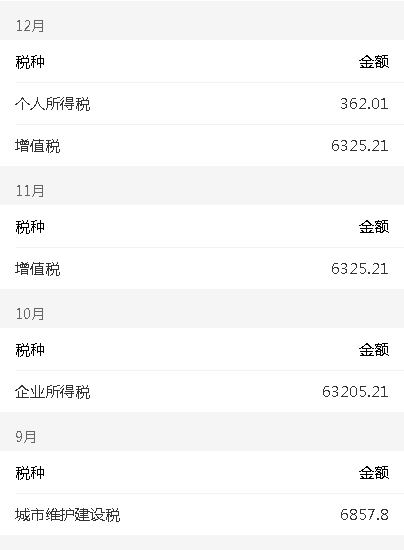 12月
税种 金额
个人所得税 362.01
增值税 6325.21
11月
税种 金额
增值税 6325.21
10月
税种 金额
企业所得税 63205.21
9月
税种 金额
城市维护建设税 6857.8